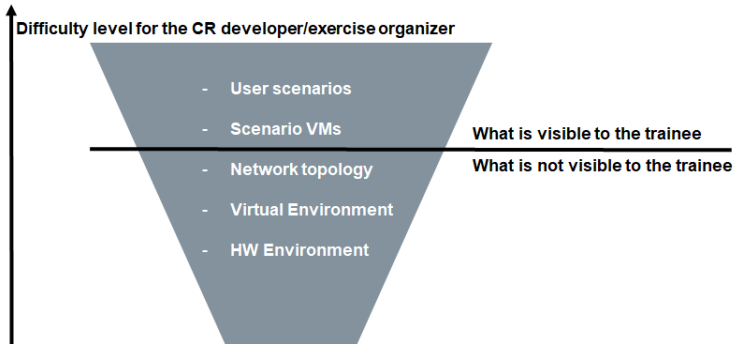 Difficulty level for the CR developer/exercise organizer
- User scenarios
- Scenario VMs
What is visible to the trainee
What is not visible to the trainee
- Network topology
- Virtual Environment
- HW Environment